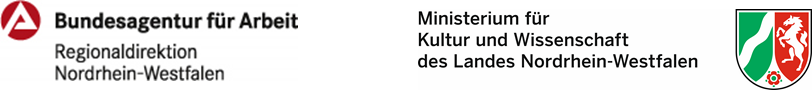 Bundesagentur für Arbeit
Regionaldirektion
Nordrhein-Westfalen
Ministerium für
Kultur und Wissenschaft
des Landes Nordrhein-Westfalen